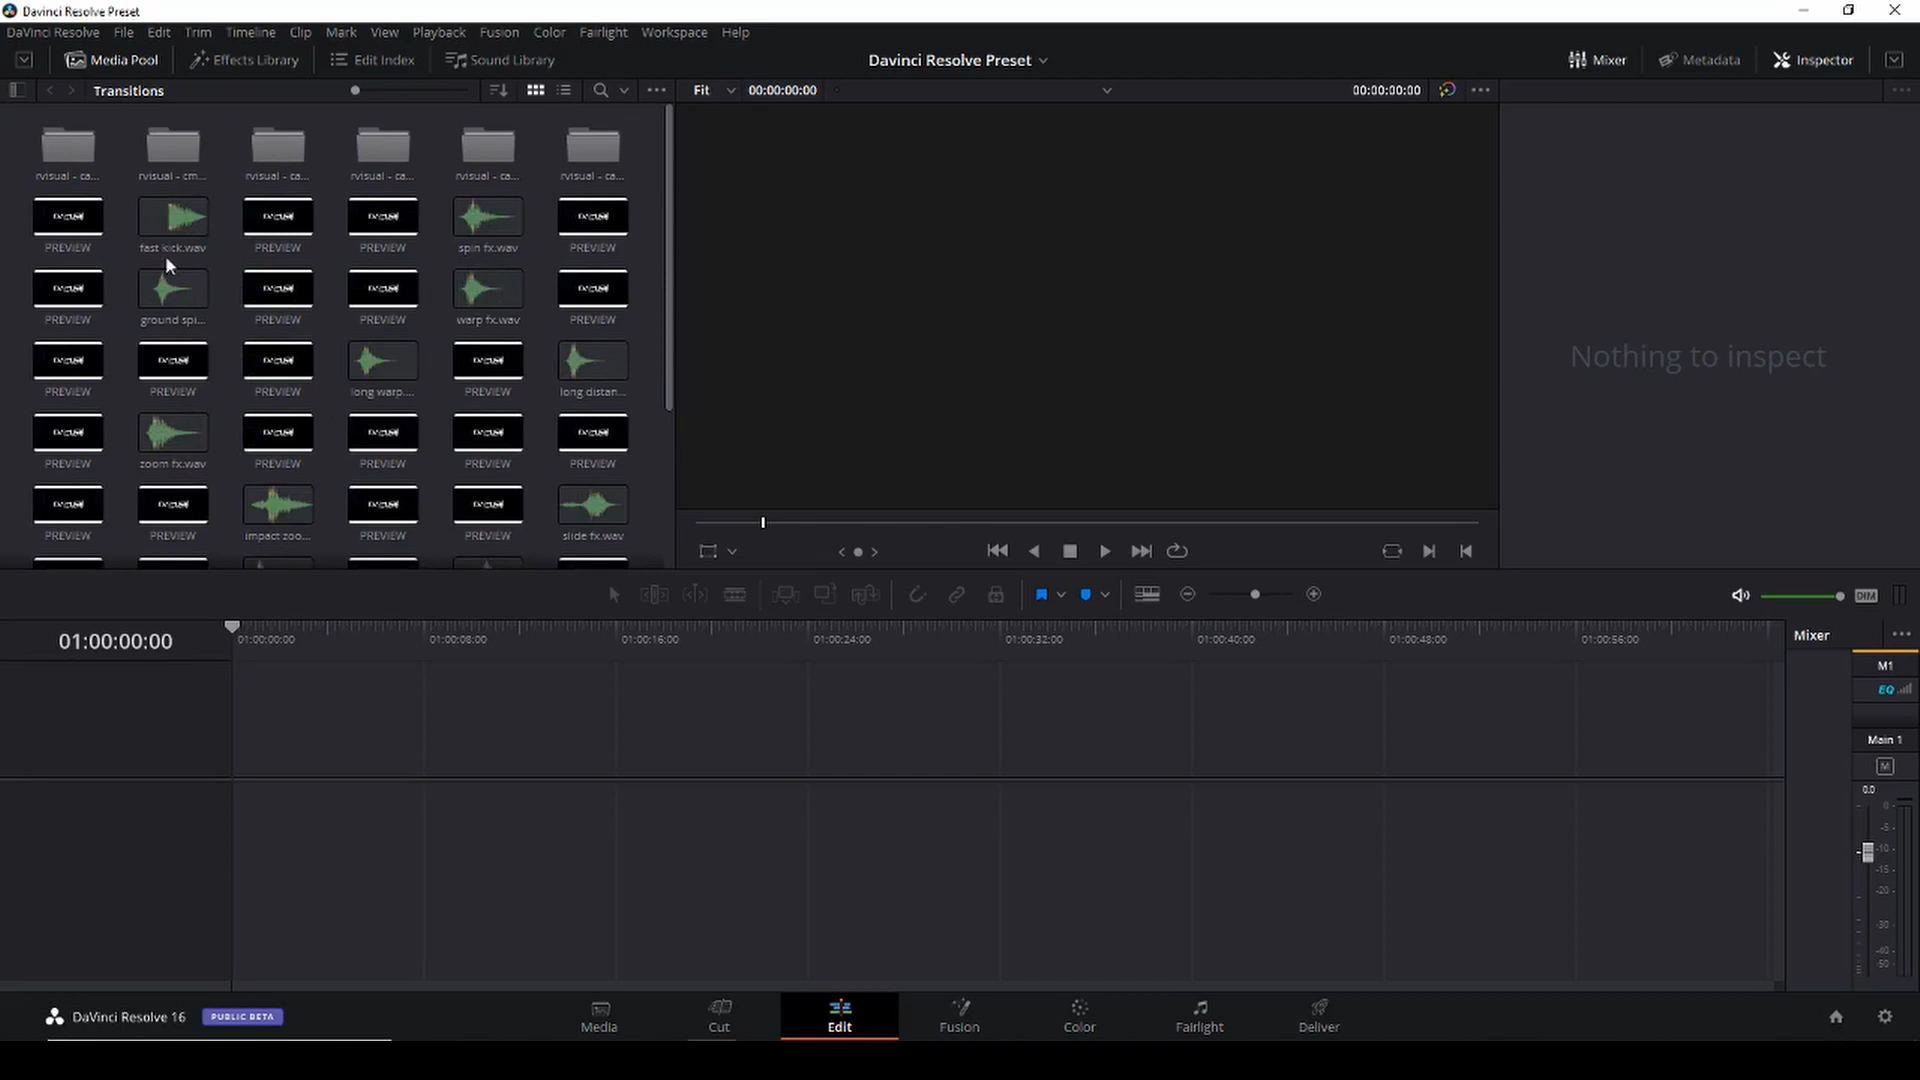 Davinci Resolve Preset
DaVinci Resolve File Edit Trim Timeline Clip Mark View Playback Fusion Color Fairlight Workspace Help
Media Pool Effects Library Edit Index Sound Library Davinci Resolve Preset Mixer Metadata Inspector
Transitions Fit 00:00:00:00 00:00:00:00
rvisual - ca... rvisual - cm... rvisual - ca... rvisual - ca... rvisual - ca... rvisual - ca...
PREVIEW fast kick.wav PREVIEW PREVIEW spin fx.wav PREVIEW
PREVIEW ground spi... PREVIEW PREVIEW warp fx.wav PREVIEW
Nothing to inspect
PREVIEW PREVIEW PREVIEW long warp.... PREVIEW long distan...
PREVIEW zoom fx.wav PREVIEW PREVIEW PREVIEW PREVIEW
PREVIEW PREVIEW impact zoo... PREVIEW PREVIEW slide fx.wav
DIM
01:00:00:00 01:00:00:00 01:00:08:00 01:00:16:00 01:00:24:00 01:00:32:00 01:00:40:00 01:00:48:00 01:00:56:00 Mixer
M1
EQ
Main 1
M
0.0
0
-5
-10
-15
-20
-30
-40
-50
DaVinci Resolve 16 PUBLIC BETA Media Cut Edit Fusion Color Fairlight Deliver